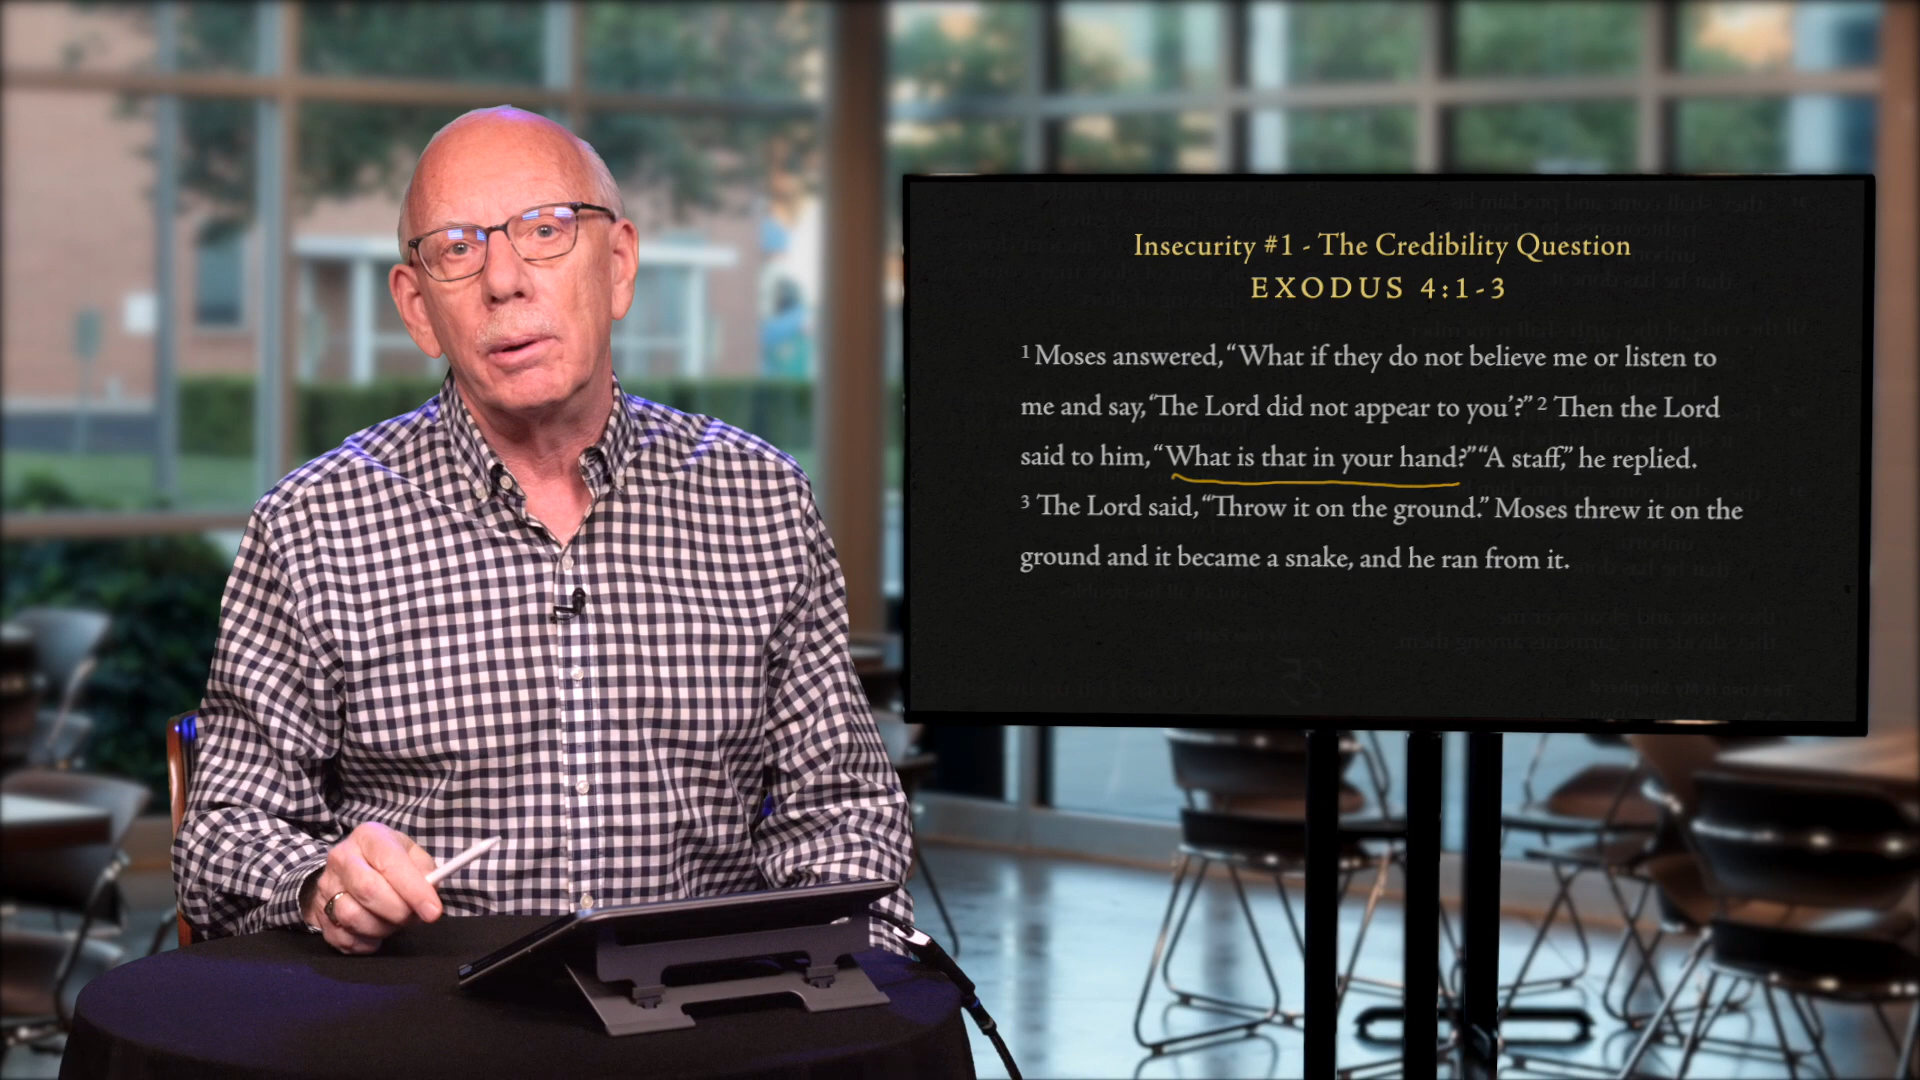 Insecurity #1 - The Credibility Question
EXODUS 4:1-3
1 Moses answered, “What if they do not believe me or listen to
me and say, ‘The Lord did not appear to you’?” 2 Then the Lord
said to him, “What is that in your hand?” “A staff,” he replied.
3 The Lord said, “Throw it on the ground.” Moses threw it on the
ground and it became a snake, and he ran from it.